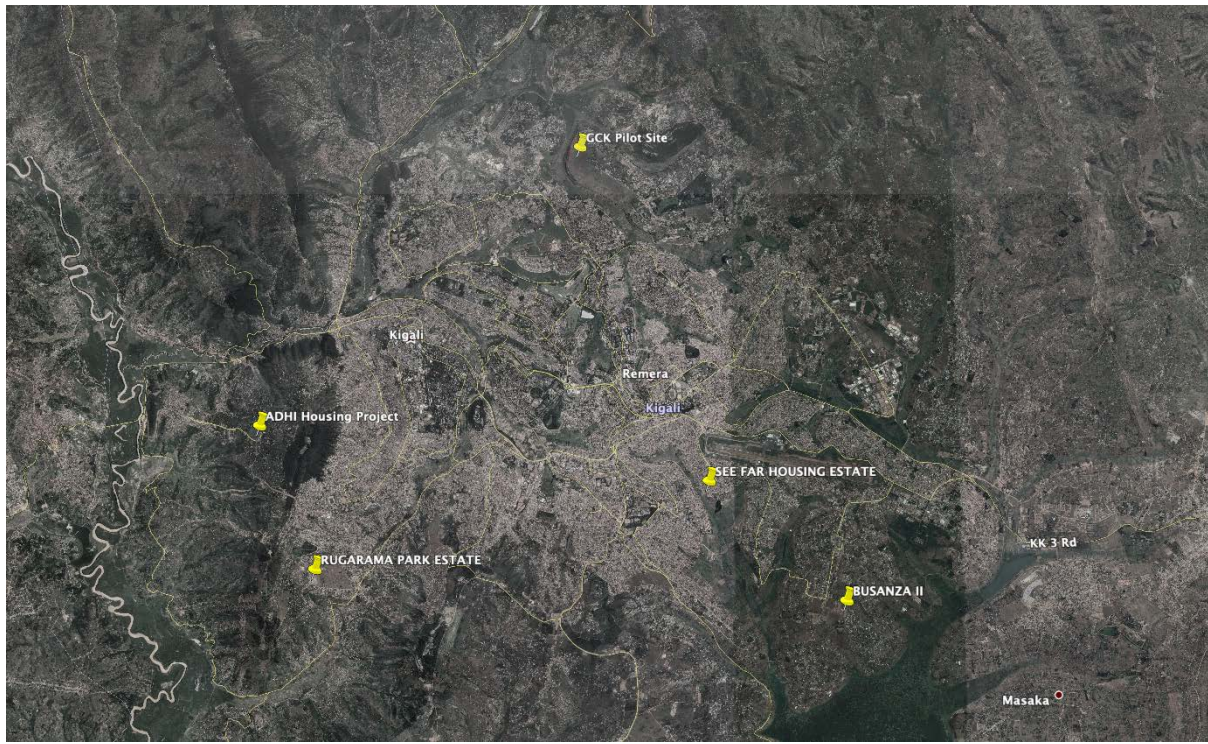 GCK Pilot Site
Kigali
Remera
Kigali
ADHI Housing Project
SEE FAR HOUSING ESTATE
KK 3 Rd
RUGARAMA PARK ESTATE
BUSANZA II
Masaka